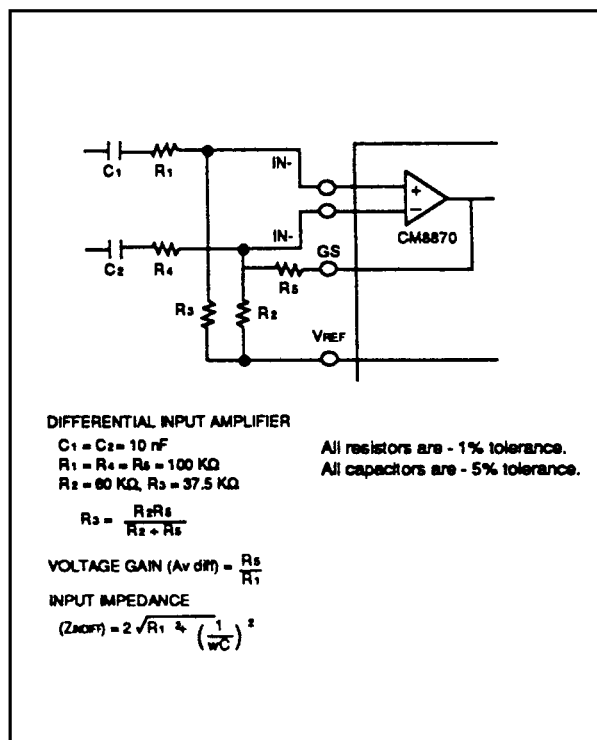 C1
R1
IN-
+
−
CM8870
C2
R4
IN-
GS
R5
R3
R2
VREF
DIFFERENTIAL INPUT AMPLIFIER
C1 = C2 = 10 nF
R1 = R4 = R5 = 100 KΩ
R2 = 60 KΩ, R3 = 37.5 KΩ
All resistors are - 1% tolerance.
All capacitors are - 5% tolerance.
R3 = R2R5 / R2 + R5
VOLTAGE GAIN (Av diff) = R5 / R1
INPUT IMPEDANCE
(ZINDIFF) = 2 √R1 2 + (1 / wC) 2